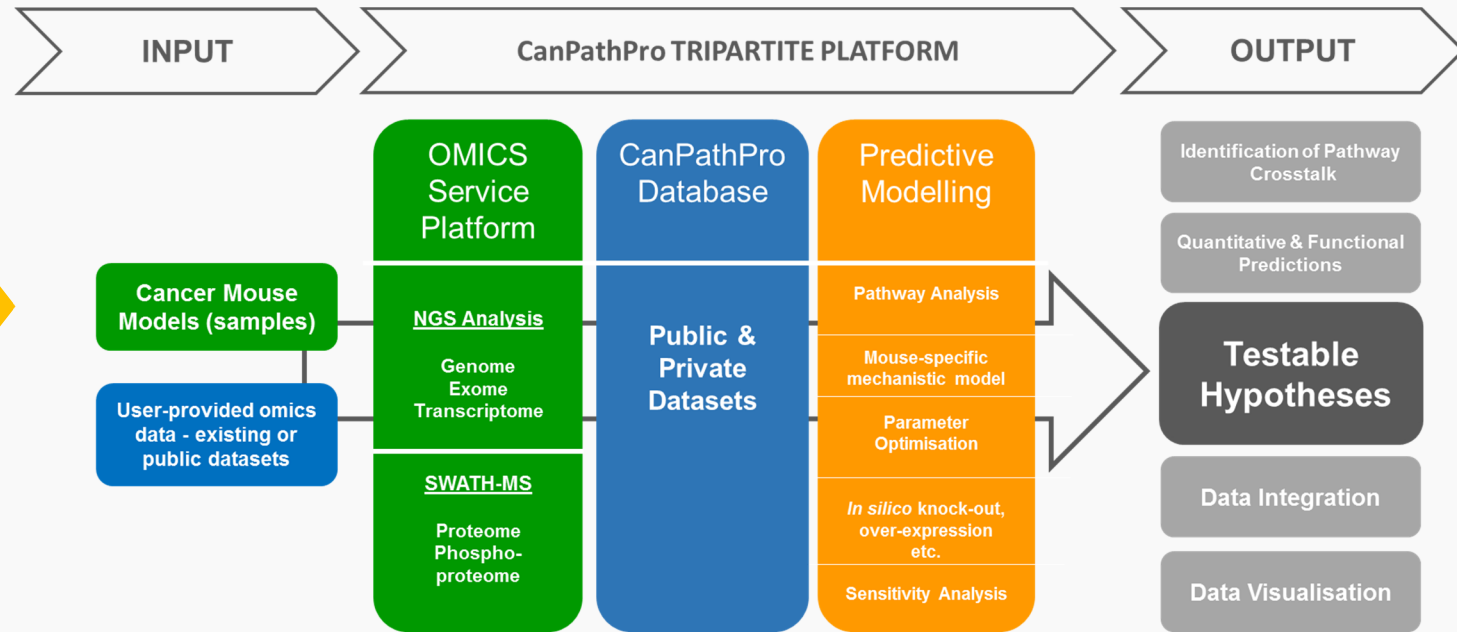 INPUT
CanPathPro TRIPARTITE PLATFORM
OUTPUT
Cancer Mouse
Models (samples)
User-provided omics
data - existing or
public datasets
OMICS
Service
Platform
NGS Analysis
Genome
Exome
Transcriptome
SWATH-MS
Proteome
Phospho-
proteome
CanPathPro
Database
Public &
Private
Datasets
Predictive
Modelling
Pathway Analysis
Mouse-specific
mechanistic model
Parameter
Optimisation
In silico knock-out,
over-expression
etc.
Sensitivity Analysis
Identification of Pathway
Crosstalk
Quantitative & Functional
Predictions
Testable
Hypotheses
Data Integration
Data Visualisation